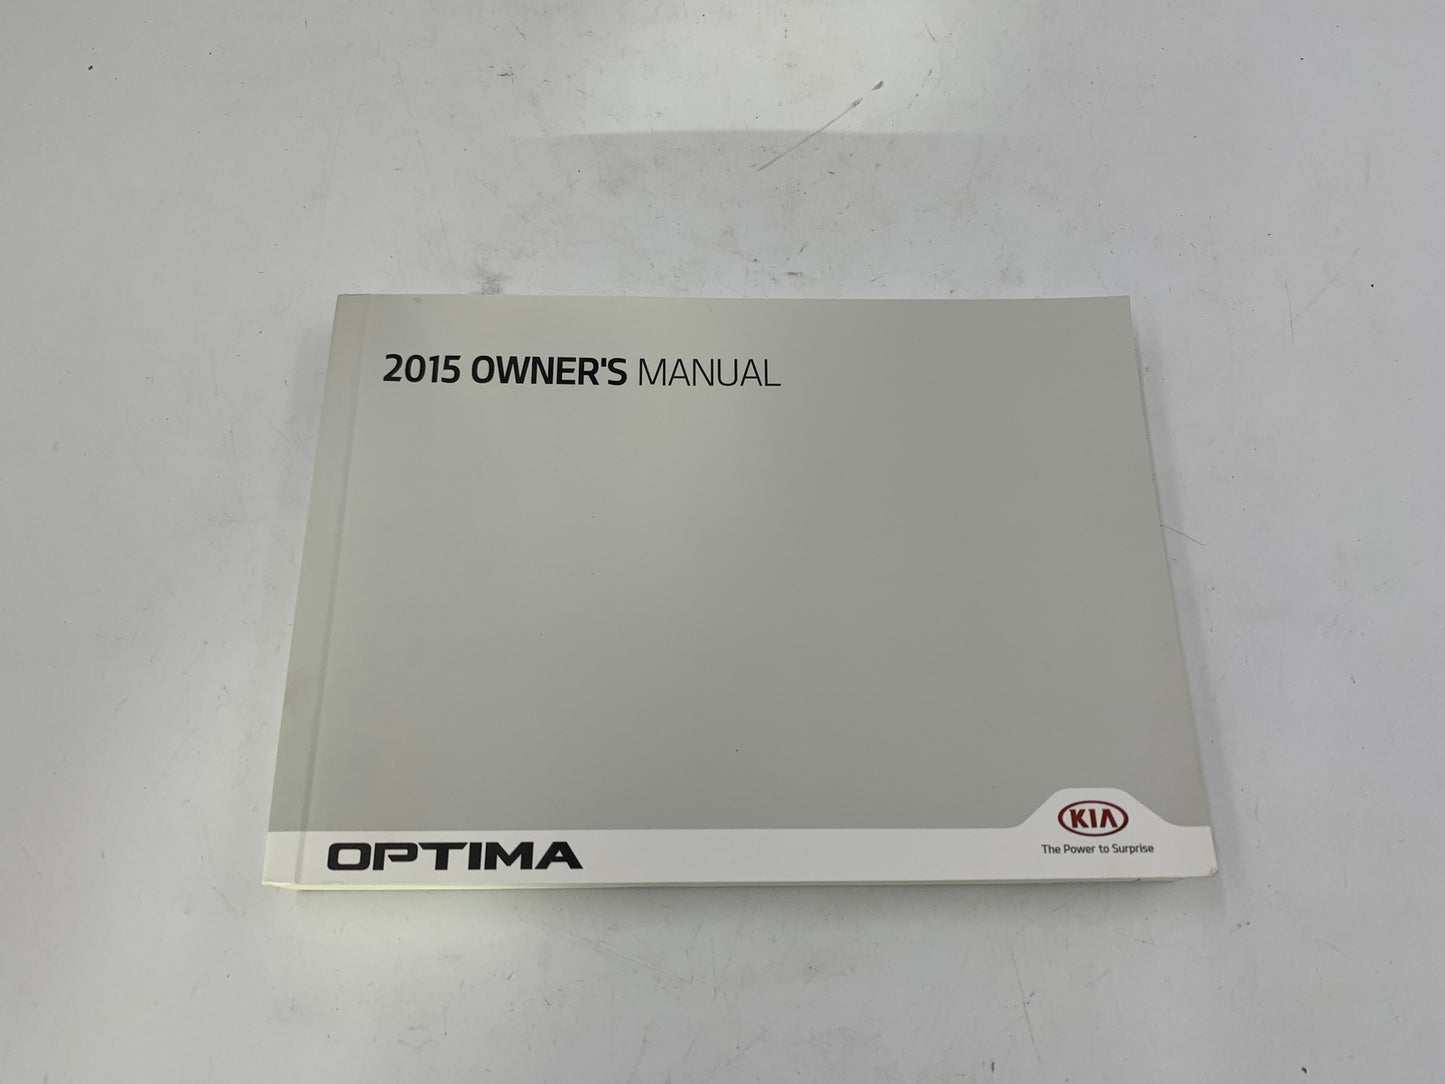 2015 OWNER'S MANUAL
OPTIMA
KIA
The Power to Surprise